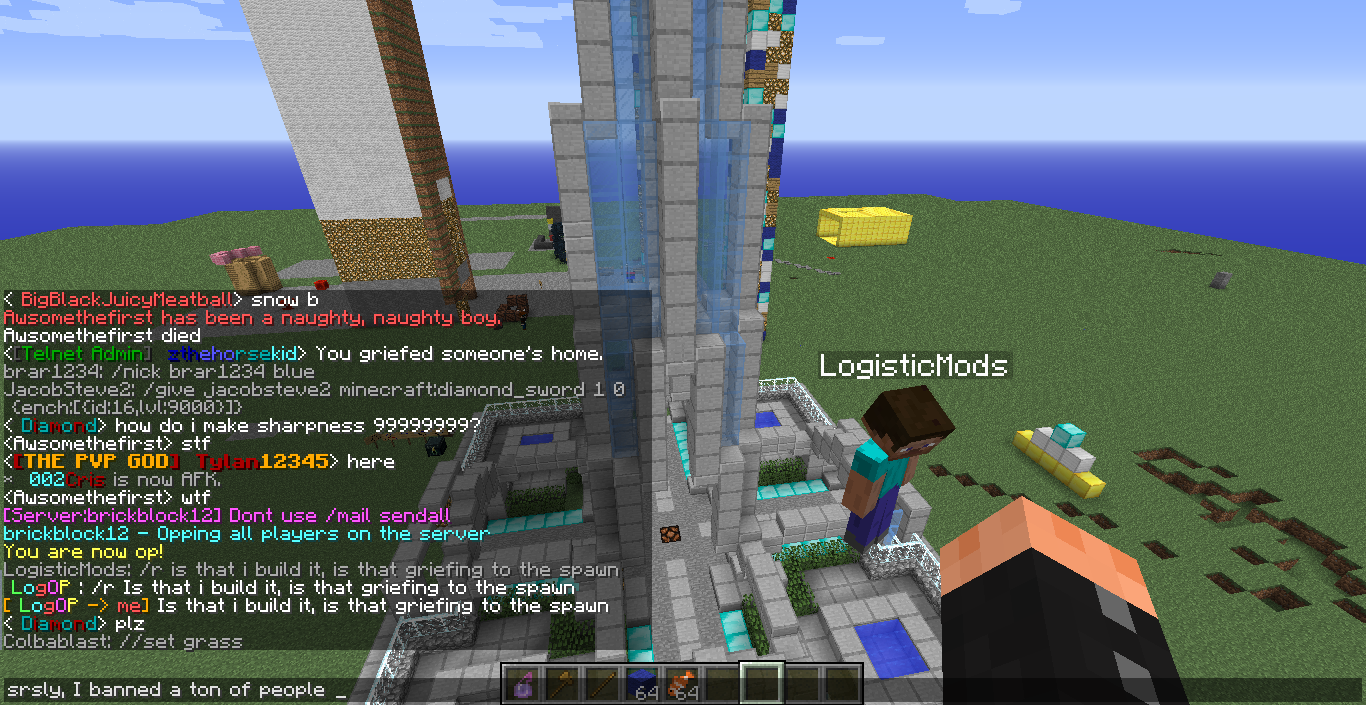 LogisticMods
< BigBlackJuicyMeatball> snow b
Awsomethefirst has been a naughty, naughty boy.
Awsomethefirst died
<[Telnet Admin] zthehorsekid> You griefed someone's home.
brar1234: /nick brar1234 blue
JacobSteve2: /give jacobsteve2 minecraft:diamond_sword 1 0
{ench:[{id:16,lvl:9000}]}
< Diamond> how do i make sharpness 99999999?
<Awsomethefirst> stf
<[THE PVP GOD] Tylan12345> here
* 002Cris is now AFK.
<Awsomethefirst> wtf
[Server:brickblock12] Dont use /mail sendall
brickblock12 - Opping all players on the server
You are now op!
LogisticMods: /r is that i build it, is that griefing to the spawn
LogOP : /r Is that i build it, is that griefing to the spawn
[ LogOP -> me] Is that i build it, is that griefing to the spawn
< Diamond> plz
Colbablast: //set grass
srsly, I banned a ton of people _
64 64